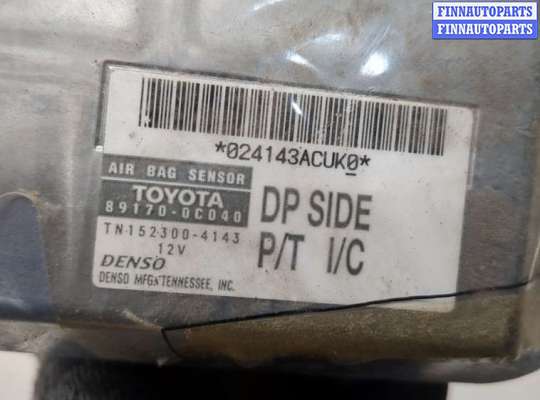 FINNAUTOPARTS
FINNAUTOPARTS
*024143ACUK0*
AIR BAG SENSOR
TOYOTA
89170-0C040
TN152300-4143
12V
DENSO
DENSO MFG.TENNESSEE, INC.
DP SIDE
P/T I/C